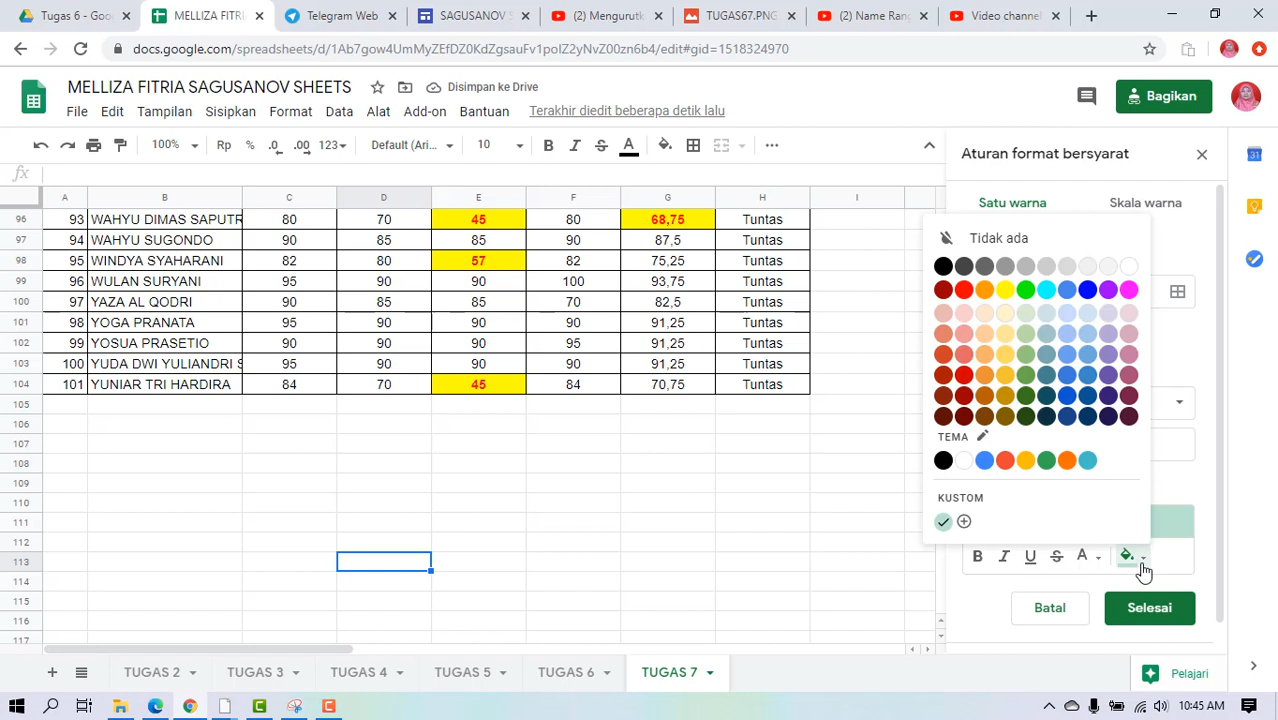 Tugas 6 - Googl
MELLIZA FITRI
Telegram Web
SAGUSANOV'S
(2) Mengurutk
TUGAS67.PNG
(2) Name Rang
Video channel
docs.google.com/spreadsheets/d/1Ab7gow4UmMyZEfDZ0KdZgsauFv1poIZ2yNvZ00zn6b4/edit#gid=1518324970
MELLIZA FITRIA SAGUSANOV SHEETS
Disimpan ke Drive
File Edit Tampilan Sisipkan Format Data Alat Add-on Bantuan Terakhir diedit beberapa detik lalu
Bagikan
100% Rp % .0 .00 123 Default (Ari... 10 B I S A
Aturan format bersyarat
fx
Satu warna Skala warna
A B C D E F G H I
96 93 WAHYU DIMAS SAPUTR 80 70 45 80 68,75 Tuntas
97 94 WAHYU SUGONDO 90 85 85 90 87,5 Tuntas
98 95 WINDYA SYAHARANI 82 80 57 82 75,25 Tuntas
99 96 WULAN SURYANI 95 90 90 100 93,75 Tuntas
100 97 YAZA AL QODRI 90 85 85 70 82,5 Tuntas
101 98 YOGA PRANATA 95 90 90 90 91,25 Tuntas
102 99 YOSUA PRASETIO 90 90 90 95 91,25 Tuntas
103 100 YUDA DWI YULIANDRI S 95 90 90 90 91,25 Tuntas
104 101 YUNIAR TRI HARDIRA 84 70 45 84 70,75 Tuntas
105
106
107
108
109
110
111
112
113
114
115
116
117
Tidak ada
TEMA
KUSTOM
B I U S A
Batal Selesai
TUGAS 2 TUGAS 3 TUGAS 4 TUGAS 5 TUGAS 6 TUGAS 7
Pelajari
31
10:45 AM